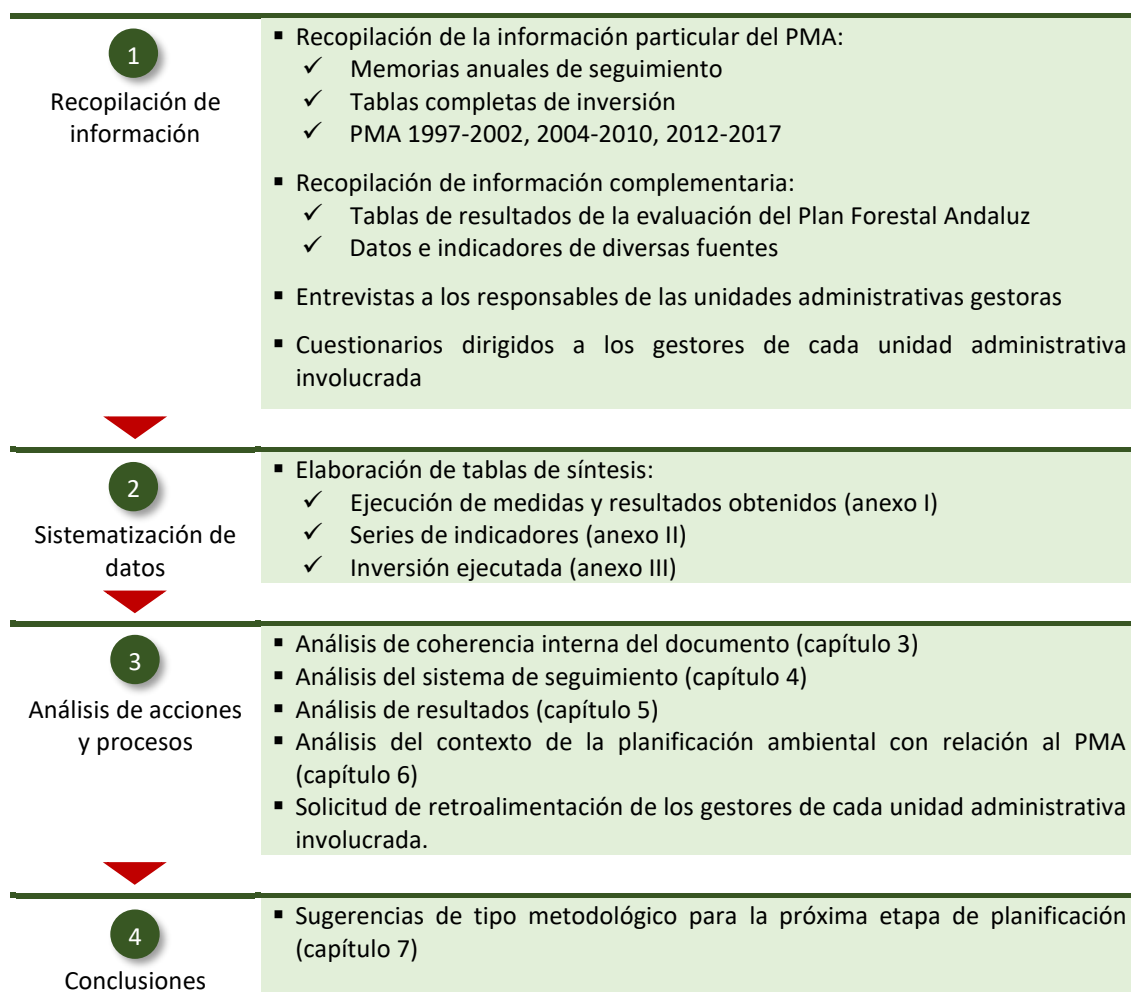 1
Recopilación de
información
▪ Recopilación de la información particular del PMA:
✓ Memorias anuales de seguimiento
✓ Tablas completas de inversión
✓ PMA 1997-2002, 2004-2010, 2012-2017
▪ Recopilación de información complementaria:
✓ Tablas de resultados de la evaluación del Plan Forestal Andaluz
✓ Datos e indicadores de diversas fuentes
▪ Entrevistas a los responsables de las unidades administrativas gestoras
▪ Cuestionarios dirigidos a los gestores de cada unidad administrativa
involucrada
2
Sistematización de
datos
▪ Elaboración de tablas de síntesis:
✓ Ejecución de medidas y resultados obtenidos (anexo I)
✓ Series de indicadores (anexo II)
✓ Inversión ejecutada (anexo III)
3
Análisis de acciones
y procesos
▪ Análisis de coherencia interna del documento (capítulo 3)
▪ Análisis del sistema de seguimiento (capítulo 4)
▪ Análisis de resultados (capítulo 5)
▪ Análisis del contexto de la planificación ambiental con relación al PMA
(capítulo 6)
▪ Solicitud de retroalimentación de los gestores de cada unidad administrativa
involucrada.
4
Conclusiones
▪ Sugerencias de tipo metodológico para la próxima etapa de planificación
(capítulo 7)